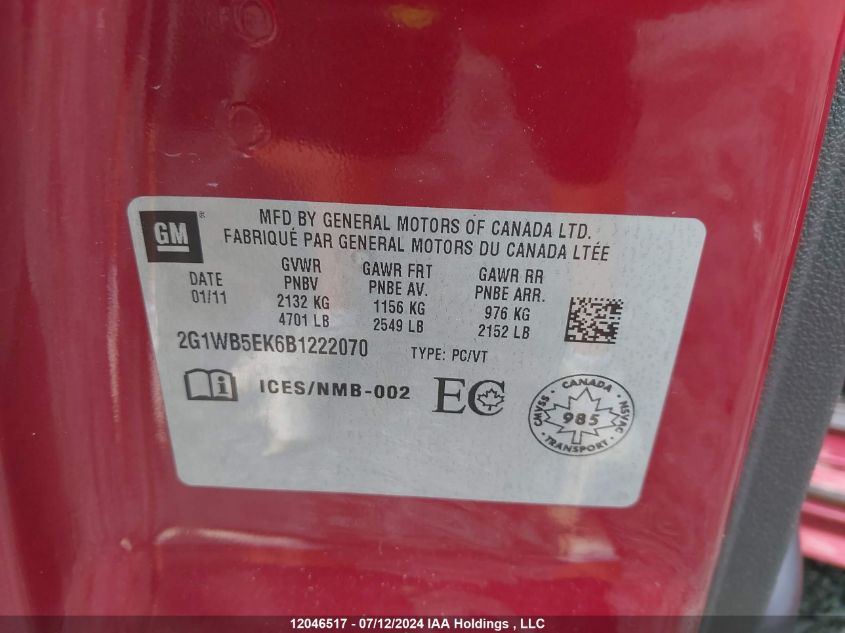 GM ®
MFD BY GENERAL MOTORS OF CANADA LTD.
FABRIQUÉ PAR GENERAL MOTORS DU CANADA LTÉE
DATE
01/11
GVWR
PNBV
2132 KG
4701 LB
GAWR FRT
PNBE AV.
1156 KG
2549 LB
GAWR RR
PNBE ARR.
976 KG
2152 LB
2G1WB5EK6B1222070 TYPE: PC/VT
i ICES/NMB-002 EC
CANADA
CMVSS
985
NSVAC
TRANSPORT
12046517 - 07/12/2024 IAA Holdings , LLC